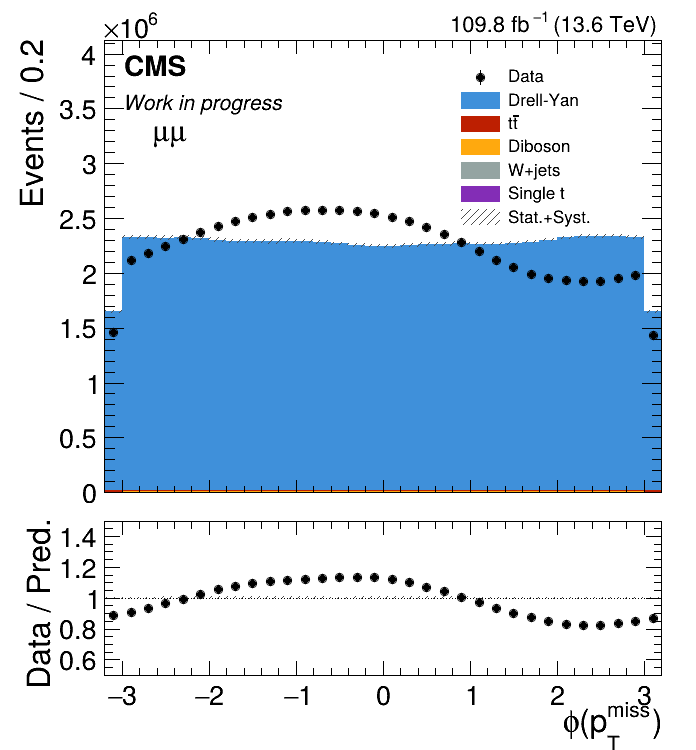 ×10⁶
109.8 fb⁻¹ (13.6 TeV)
Events / 0.2
4
3.5
3
2.5
2
1.5
1
0.5
0
CMS
Work in progress
μμ
Data
Drell-Yan
tt̄
Diboson
W+jets
Single t
Stat.+Syst.
Data / Pred.
1.4
1.2
1
0.8
0.6
−3 −2 −1 0 1 2 3
ϕ(p_T^miss)